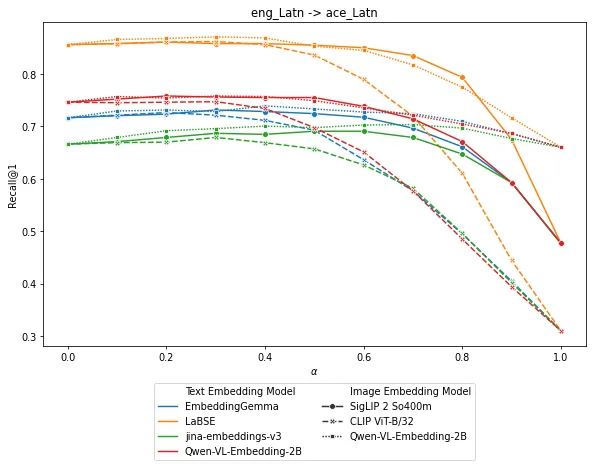 eng_Latn -> ace_Latn
Recall@1
0.8
0.7
0.6
0.5
0.4
0.3
0.0 0.2 0.4 0.6 0.8 1.0
α
Text Embedding Model
EmbeddingGemma
LaBSE
jina-embeddings-v3
Qwen-VL-Embedding-2B
Image Embedding Model
SigLIP 2 So400m
CLIP ViT-B/32
Qwen-VL-Embedding-2B